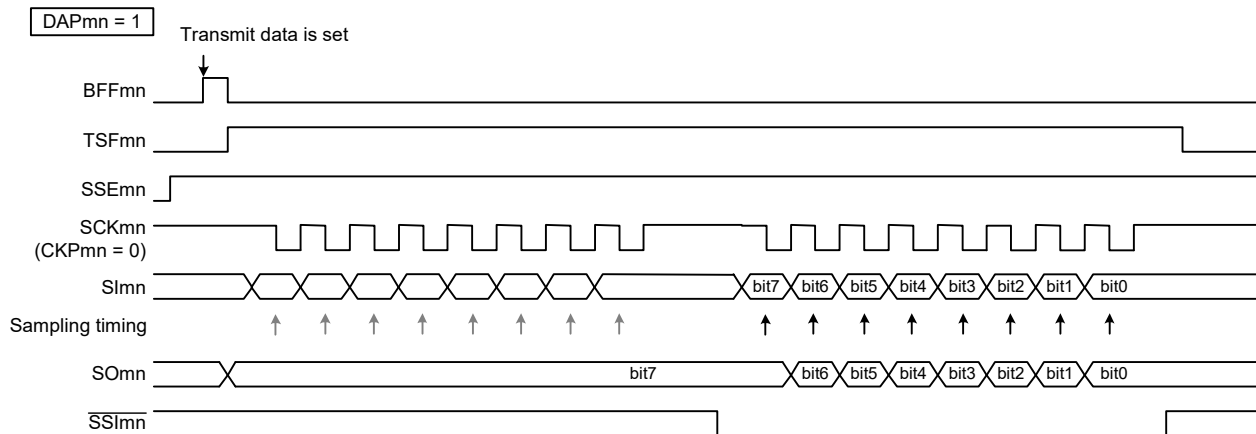 DAPmn = 1
Transmit data is set
BFFmn
TSFmn
SSEmn
SCKmn
(CKPmn = 0)
SImn bit7 bit6 bit5 bit4 bit3 bit2 bit1 bit0
Sampling timing
SOmn bit7 bit6 bit5 bit4 bit3 bit2 bit1 bit0
SSImn